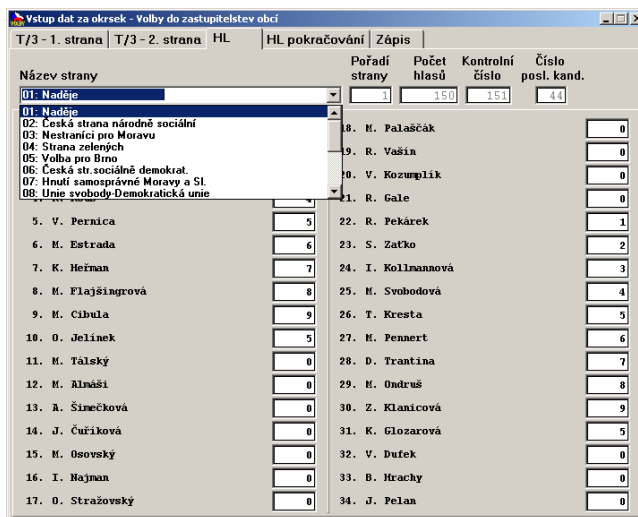 VOLBY Vstup dat za okrsek - Volby do zastupitelstev obcí
T/3 - 1. strana T/3 - 2. strana HL HL pokračování Zápis
Název strany
Pořadí strany
Počet hlasů
Kontrolní číslo
Číslo posl. kand.
01: Naděje 1 150 151 44
01: Naděje
02: Česká strana národně sociální
03: Nestraníci pro Moravu
04: Strana zelených
05: Volba pro Brno
06: Česká str.sociálně demokrat.
07: Hnutí samosprávné Moravy a Sl.
08: Unie svobody-Demokratická unie
4
5. V. Pernica 5
6. M. Estrada 6
7. K. Heřman 7
8. M. Flajšingrová 8
9. M. Cibula 9
10. O. Jelínek 5
11. M. Tálský 0
12. M. Almáši 0
13. A. Šimečková 0
14. J. Čuříková 0
15. M. Osovský 0
16. I. Najman 0
17. O. Stražovský 0
18. M. Palaščák 0
19. R. Vašin 0
20. V. Kozumplík 0
21. R. Gale 0
22. R. Pekárek 1
23. S. Zaťko 2
24. I. Kollmannová 3
25. M. Svobodová 4
26. T. Kresta 5
27. M. Pennert 6
28. D. Trantina 7
29. M. Ondruš 8
30. Z. Klanicová 9
31. K. Glozarová 5
32. V. Dufek 0
33. B. Hrachy 0
34. J. Pelan 0